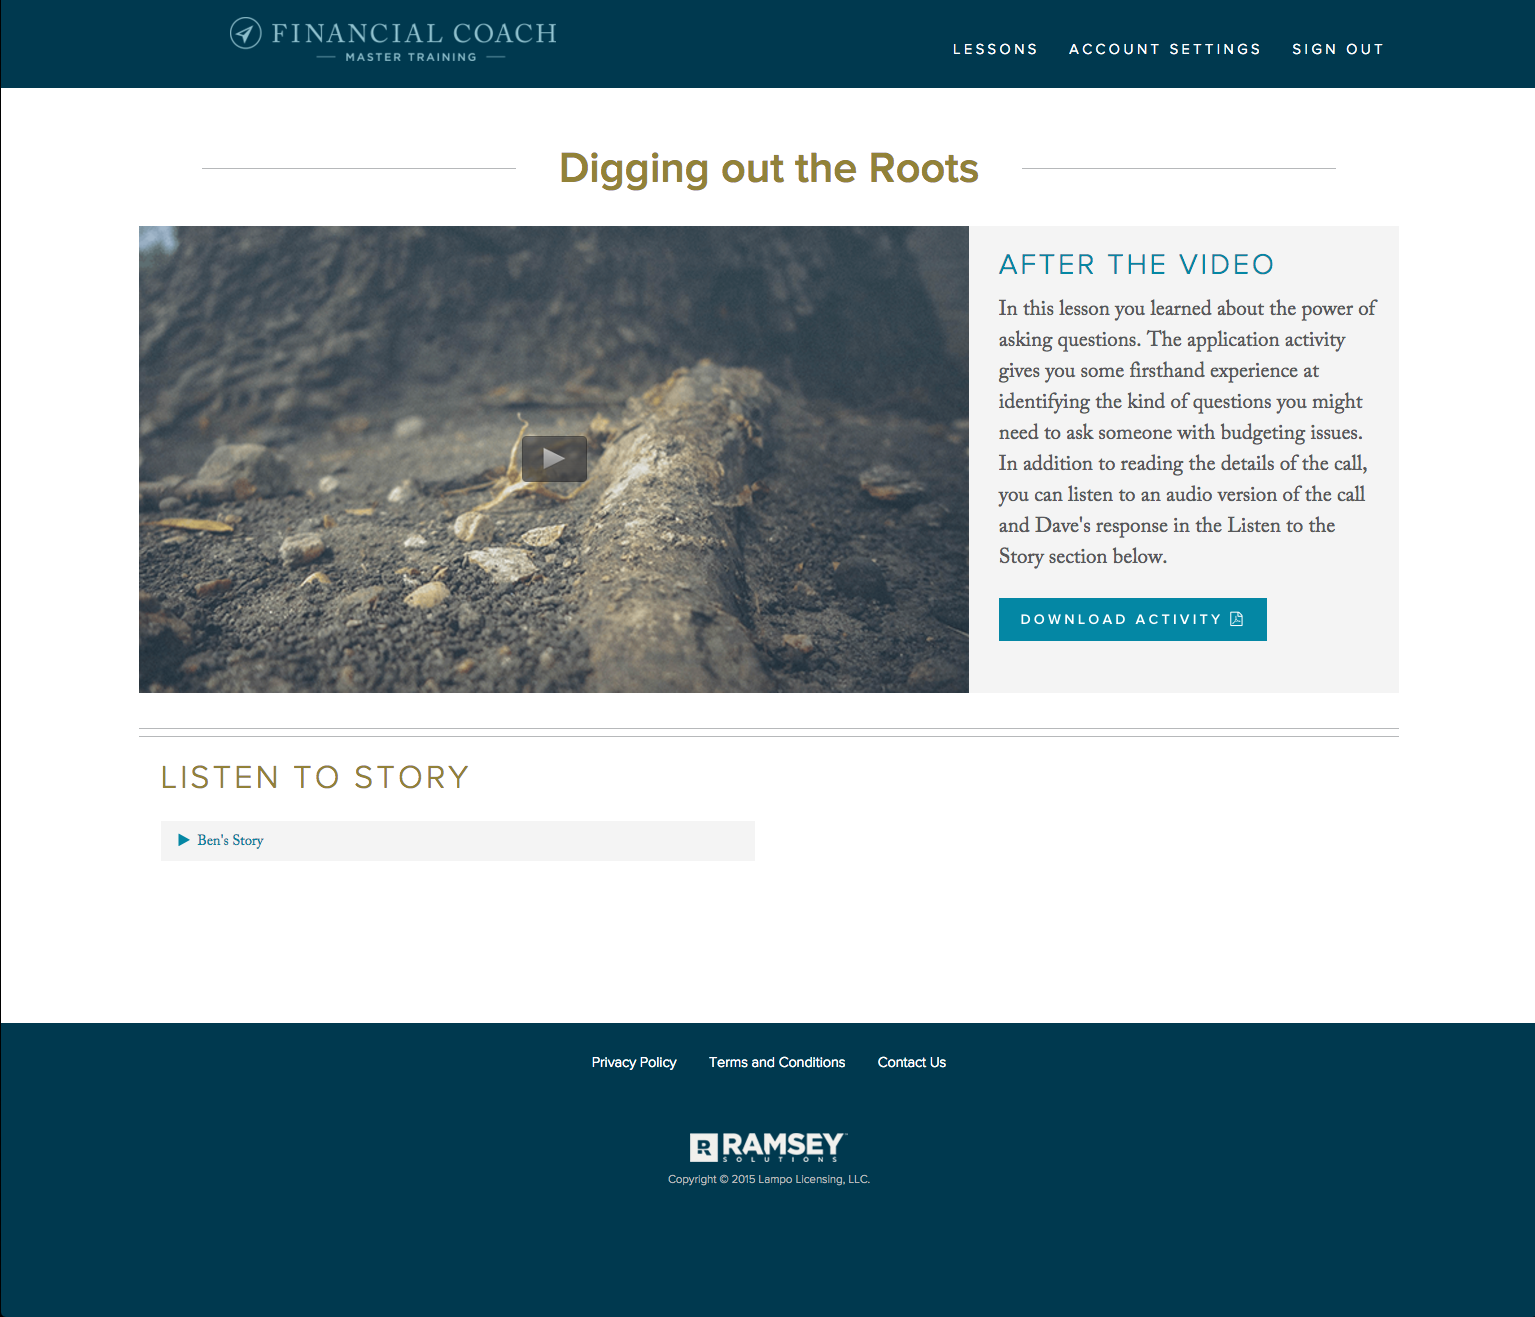 FINANCIAL COACH
MASTER TRAINING
LESSONS ACCOUNT SETTINGS SIGN OUT
Digging out the Roots
AFTER THE VIDEO
In this lesson you learned about the power of
asking questions. The application activity
gives you some firsthand experience at
identifying the kind of questions you might
need to ask someone with budgeting issues.
In addition to reading the details of the call,
you can listen to an audio version of the call
and Dave's response in the Listen to the
Story section below.
DOWNLOAD ACTIVITY
LISTEN TO STORY
Ben's Story
Privacy Policy Terms and Conditions Contact Us
R RAMSEY
SOLUTIONS
Copyright © 2015 Lampo Licensing, LLC.